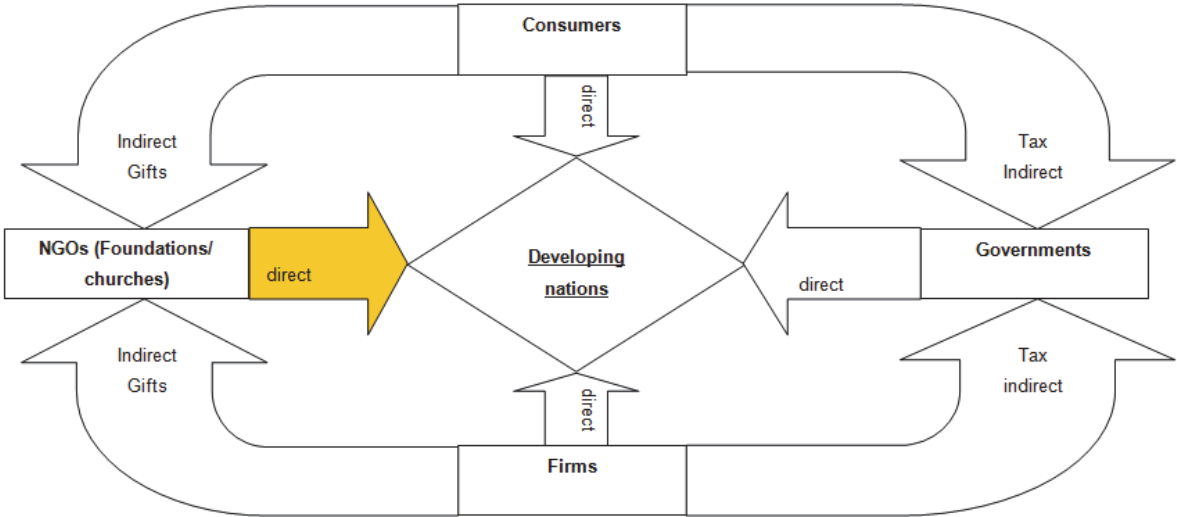 Consumers
direct
Indirect
Gifts
Tax
Indirect
NGOs (Foundations/
churches)
direct
Developing
nations
direct
Governments
Indirect
Gifts
direct
Tax
indirect
Firms